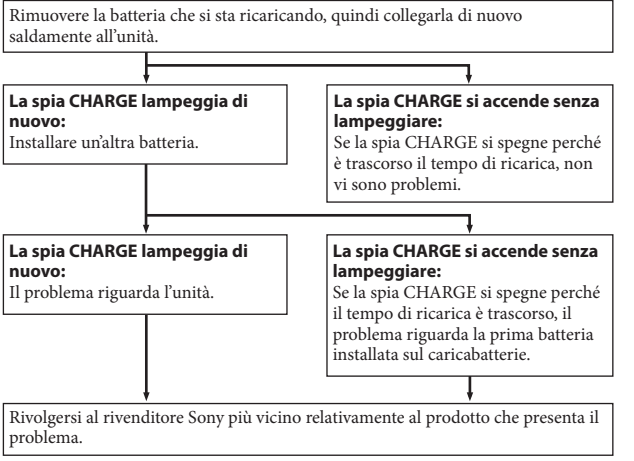 Rimuovere la batteria che si sta ricaricando, quindi collegarla di nuovo
saldamente all'unità.
La spia CHARGE lampeggia di
nuovo:
Installare un'altra batteria.
La spia CHARGE si accende senza
lampeggiare:
Se la spia CHARGE si spegne perché
è trascorso il tempo di ricarica, non
vi sono problemi.
La spia CHARGE lampeggia di
nuovo:
Il problema riguarda l'unità.
La spia CHARGE si accende senza
lampeggiare:
Se la spia CHARGE si spegne perché
il tempo di ricarica è trascorso, il
problema riguarda la prima batteria
installata sul caricabatterie.
Rivolgersi al rivenditore Sony più vicino relativamente al prodotto che presenta il
problema.